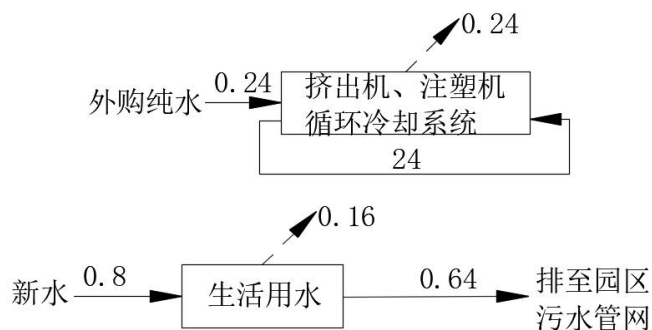 0.24
外购纯水
0.24
挤出机、注塑机
循环冷却系统
24
0.16
新水
0.8
生活用水
0.64
排至园区
污水管网